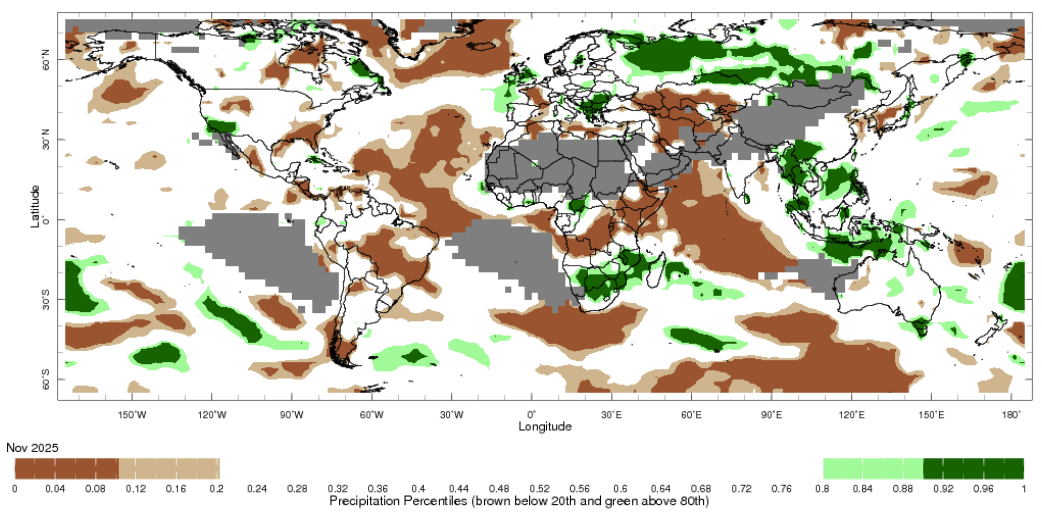 60°N
30°N
0°
30°S
60°S
Latitude
150°W
120°W
90°W
60°W
30°W
0°
30°E
60°E
90°E
120°E
150°E
180°
Longitude
Nov 2025
0 0.04 0.08 0.12 0.16 0.2 0.24 0.28 0.32 0.36 0.4 0.44 0.48 0.52 0.56 0.6 0.64 0.68 0.72 0.76 0.8 0.84 0.88 0.92 0.96 1
Precipitation Percentiles (brown below 20th and green above 80th)